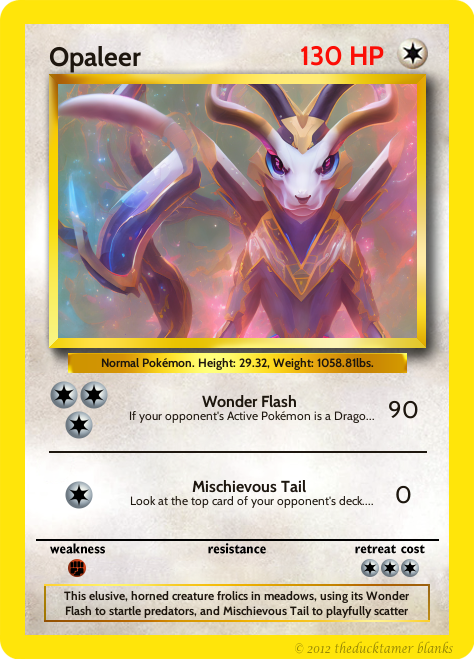 Opaleer 130 HP
Normal Pokémon. Height: 29.32, Weight: 1058.81lbs.
Wonder Flash
If your opponent's Active Pokémon is a Drago... 90
Mischievous Tail
Look at the top card of your opponent's deck.... 0
weakness resistance retreat cost
This elusive, horned creature frolics in meadows, using its Wonder
Flash to startle predators, and Mischievous Tail to playfully scatter
© 2012 theducktamer blanks